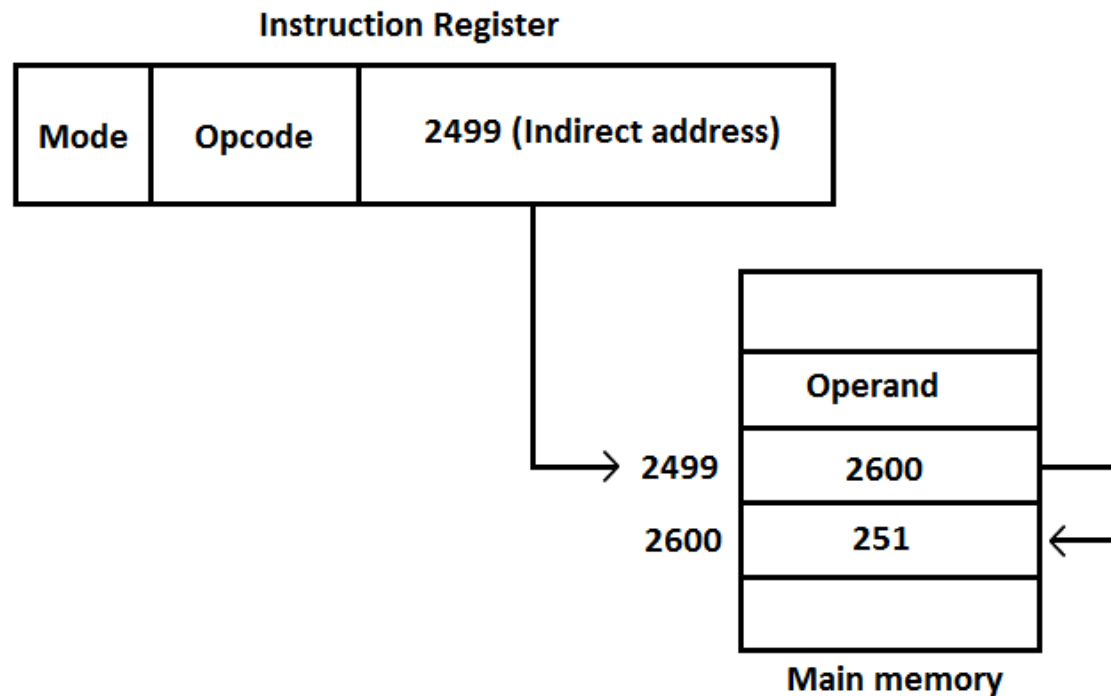 Instruction Register
Mode Opcode 2499 (Indirect address)
Operand
2499 2600
2600 251
Main memory